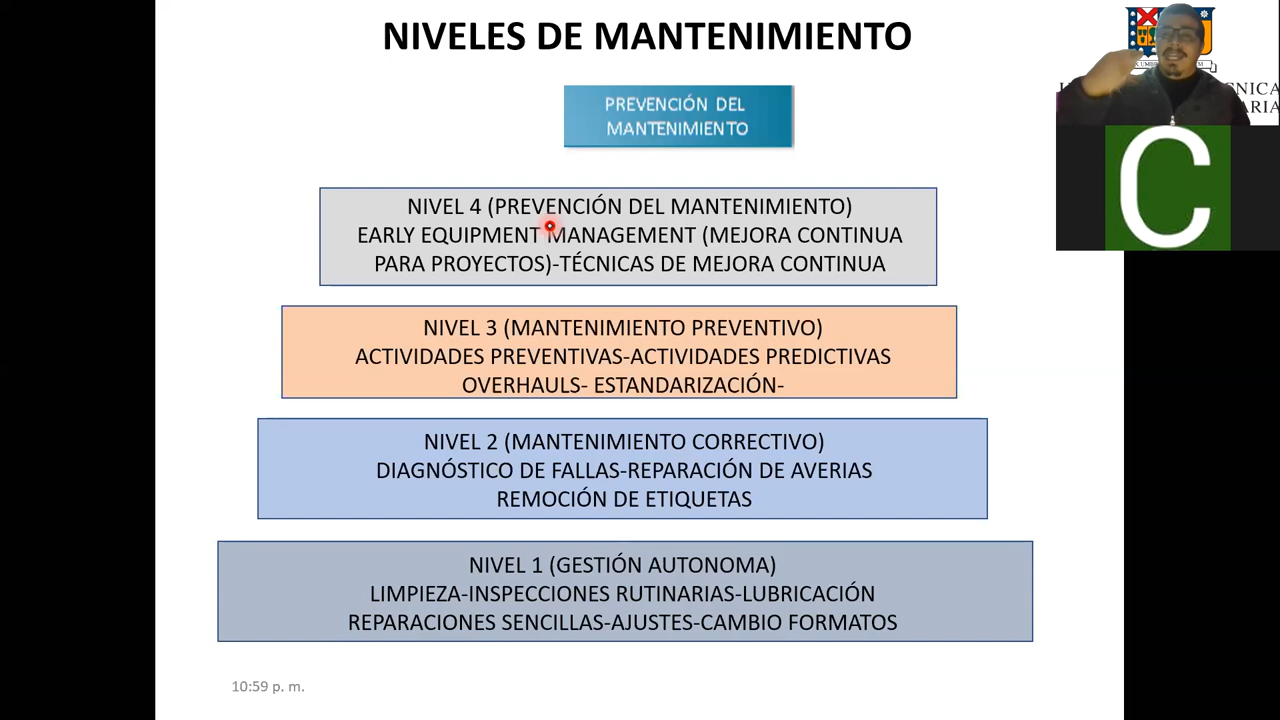 NIVELES DE MANTENIMIENTO
PREVENCIÓN DEL
MANTENIMIENTO
NIVEL 4 (PREVENCIÓN DEL MANTENIMIENTO)
EARLY EQUIPMENT MANAGEMENT (MEJORA CONTINUA
PARA PROYECTOS)-TÉCNICAS DE MEJORA CONTINUA
NIVEL 3 (MANTENIMIENTO PREVENTIVO)
ACTIVIDADES PREVENTIVAS-ACTIVIDADES PREDICTIVAS
OVERHAULS- ESTANDARIZACIÓN-
NIVEL 2 (MANTENIMIENTO CORRECTIVO)
DIAGNÓSTICO DE FALLAS-REPARACIÓN DE AVERIAS
REMOCIÓN DE ETIQUETAS
NIVEL 1 (GESTIÓN AUTONOMA)
LIMPIEZA-INSPECCIONES RUTINARIAS-LUBRICACIÓN
REPARACIONES SENCILLAS-AJUSTES-CAMBIO FORMATOS
10:59 p. m.
C